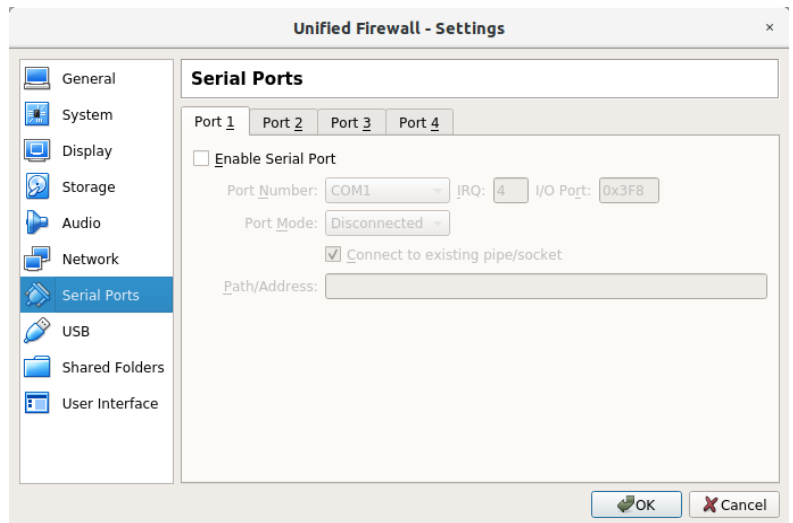 Unified Firewall - Settings
×
General
System
Display
Storage
Audio
Network
Serial Ports
USB
Shared Folders
User Interface
Serial Ports
Port 1 Port 2 Port 3 Port 4
Enable Serial Port
Port Number: COM1 IRQ: 4 I/O Port: 0x3F8
Port Mode: Disconnected
Connect to existing pipe/socket
Path/Address:
OK Cancel